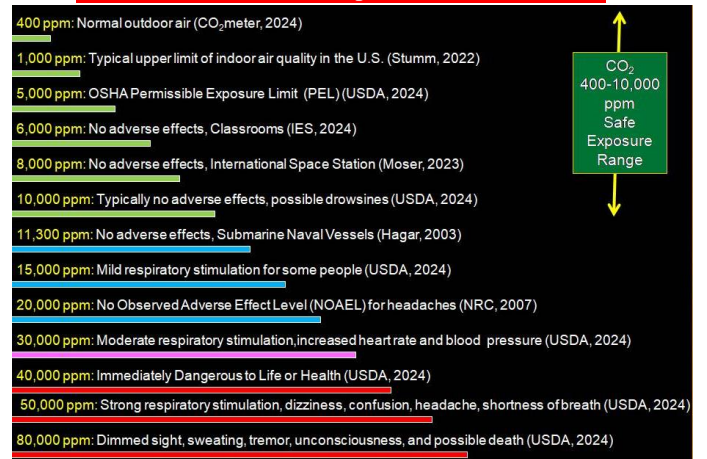 400 ppm: Normal outdoor air (CO₂meter, 2024)
1,000 ppm: Typical upper limit of indoor air quality in the U.S. (Stumm, 2022)
5,000 ppm: OSHA Permissible Exposure Limit (PEL) (USDA, 2024)
6,000 ppm: No adverse effects, Classrooms (IES, 2024)
8,000 ppm: No adverse effects, International Space Station (Moser, 2023)
10,000 ppm: Typically no adverse effects, possible drowsines (USDA, 2024)
11,300 ppm: No adverse effects, Submarine Naval Vessels (Hagar, 2003)
15,000 ppm: Mild respiratory stimulation for some people (USDA, 2024)
20,000 ppm: No Observed Adverse Effect Level (NOAEL) for headaches (NRC, 2007)
30,000 ppm: Moderate respiratory stimulation,increased heart rate and blood pressure (USDA, 2024)
40,000 ppm: Immediately Dangerous to Life or Health (USDA, 2024)
50,000 ppm: Strong respiratory stimulation, dizziness, confusion, headache, shortness of breath (USDA, 2024)
80,000 ppm: Dimmed sight, sweating, tremor, unconsciousness, and possible death (USDA, 2024)
CO₂
400-10,000
ppm
Safe
Exposure
Range